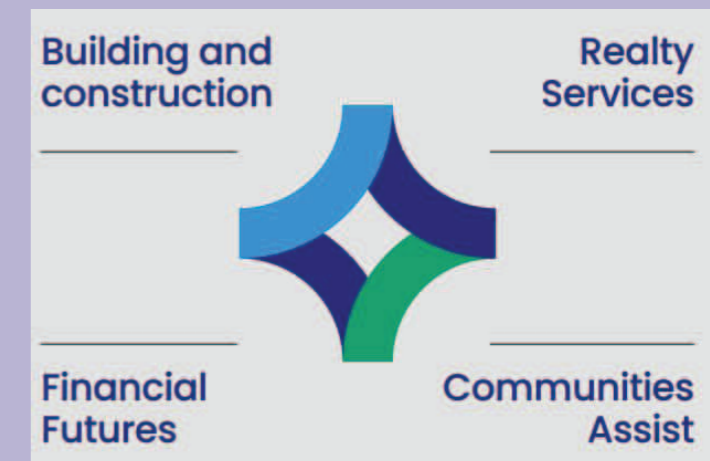 Building and
construction
Realty
Services
Financial
Futures
Communities
Assist